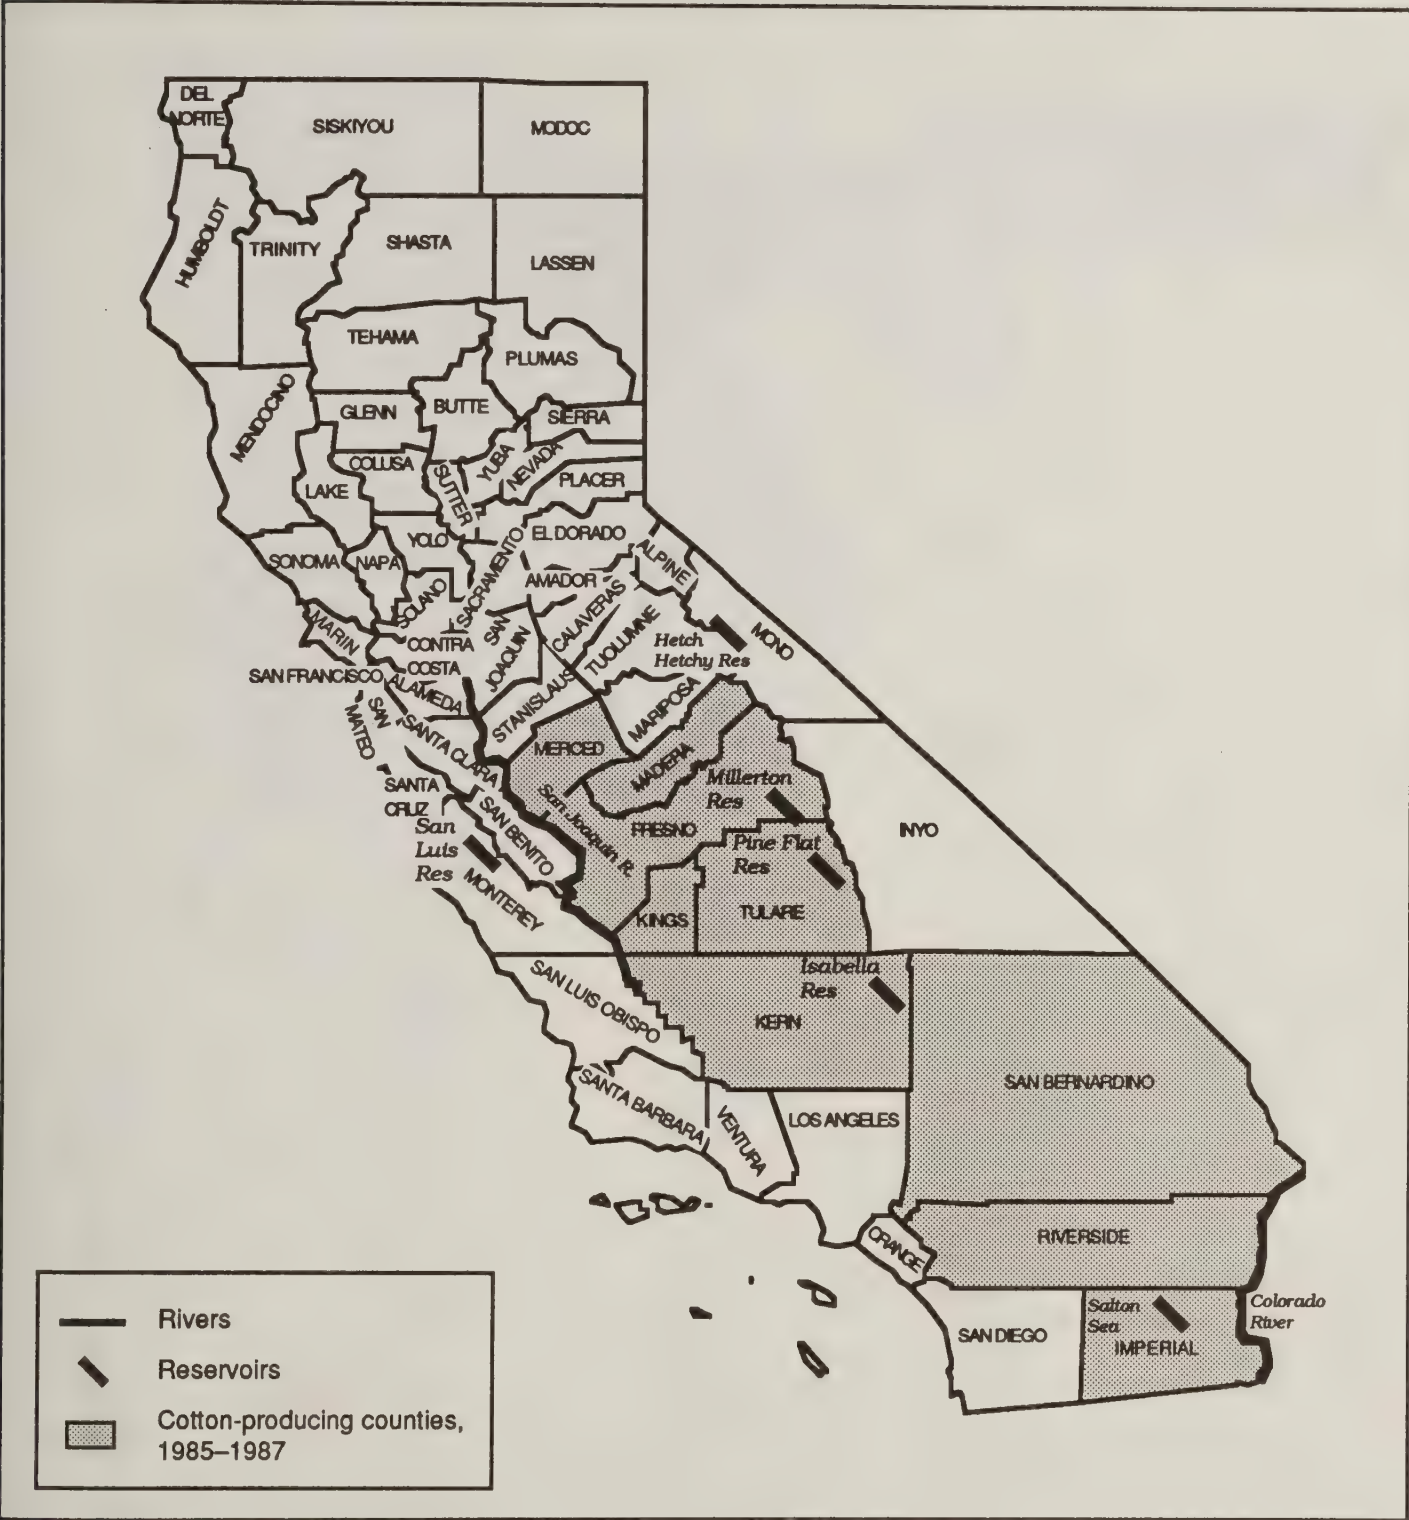 DEL
NORTE
SISKIYOU
MODOC
HUMBOLDT
TRINITY
SHASTA
LASSEN
TEHAMA
PLUMAS
MENDOCINO
GLENN
BUTTE
SIERRA
COLUSA
LAKE
SUTTER
YUBA
NEVADA
PLACER
SONOMA
NAPA
YOLO
SACRAMENTO
EL DORADO
ALPINE
AMADOR
SOLANO
MARIN
CONTRA
COSTA
SAN
JOAQUIN
CALAVERAS
TUOLUMNE
Hetch
Hetchy Res
MONO
SAN FRANCISCO
ALAMEDA
STANISLAUS
MARIPOSA
SAN
MATEO
SANTA CLARA
MERCED
MADERA
Millerton
Res
SANTA
CRUZ
SAN BENITO
San Joaquin R.
FRESNO
INYO
San
Luis
Res
MONTEREY
Pine Flat
Res
KINGS
TULARE
SAN LUIS OBISPO
Isabella
Res
KERN
SAN BERNARDINO
SANTA BARBARA
VENTURA
LOS ANGELES
ORANGE
RIVERSIDE
Salton
Sea
Colorado
River
SAN DIEGO
IMPERIAL
Rivers
Reservoirs
Cotton-producing counties,
1985–1987